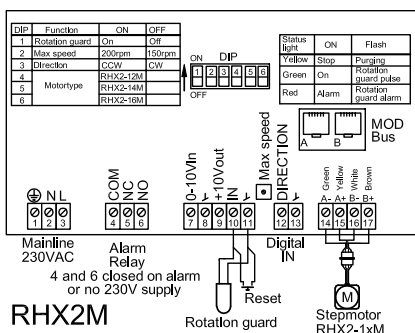 DIP Function ON OFF
1 Rotation guard On Off
2 Max speed 200rpm 150rpm
3 Direction CCW CW
4 RHX2-12M
5 Motortype RHX2-14M
6 RHX2-16M
ON DIP
1 2 3 4 5 6
OFF
Status light ON Flash
Yellow Stop Purging
Green On Rotation guard pulse
Red Alarm Rotation guard alarm
A B
MOD Bus
N L
COM
NC
NO
0-10VIn
+10Vout
IN
Max speed
DIRECTION
Green
Yellow
White
Brown
A- A+ B- B+
1 2 3
4 5 6
7 8 9 10 11
12 13
14 15 16 17
Mainline
230VAC
Alarm
Relay
4 and 6 closed on alarm
or no 230V supply
Digital
IN
Reset
Rotation guard
M
Stepmotor
RHX2-1xM
RHX2M